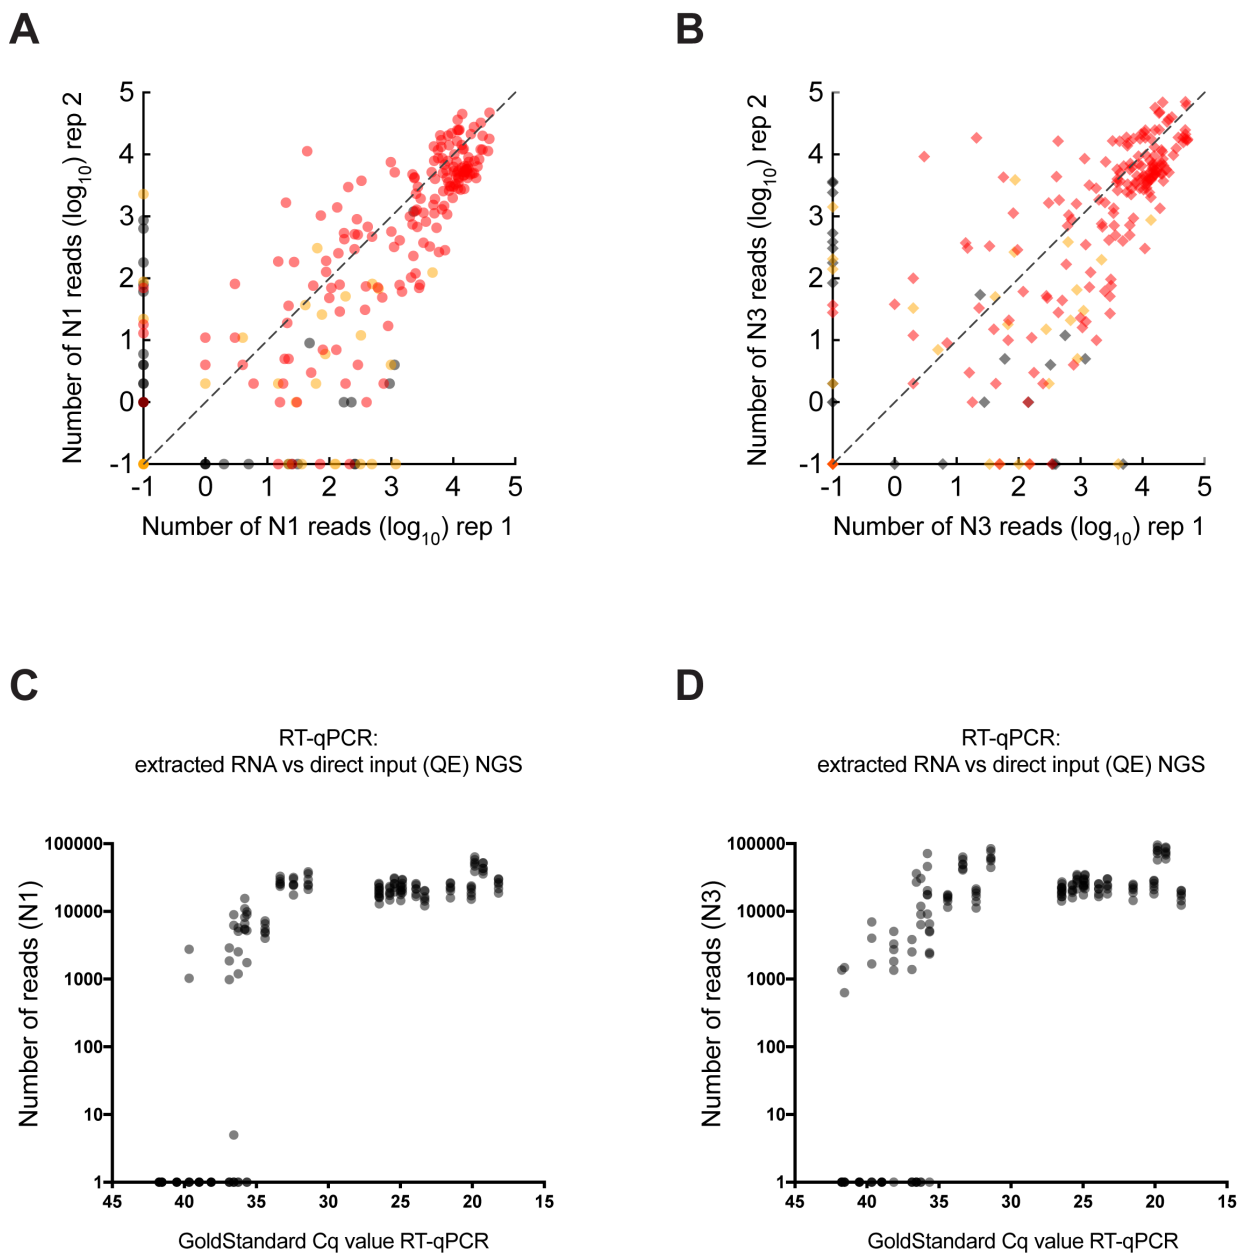 A
B
Number of N1 reads (log10) rep 2
5
4
3
2
1
0
-1
-1 0 1 2 3 4 5
Number of N1 reads (log10) rep 1
Number of N3 reads (log10) rep 2
5
4
3
2
1
0
-1
-1 0 1 2 3 4 5
Number of N3 reads (log10) rep 1
C
D
RT-qPCR:
extracted RNA vs direct input (QE) NGS
Number of reads (N1)
100000
10000
1000
100
10
1
45 40 35 30 25 20 15
GoldStandard Cq value RT-qPCR
RT-qPCR:
extracted RNA vs direct input (QE) NGS
Number of reads (N3)
100000
10000
1000
100
10
1
45 40 35 30 25 20 15
GoldStandard Cq value RT-qPCR